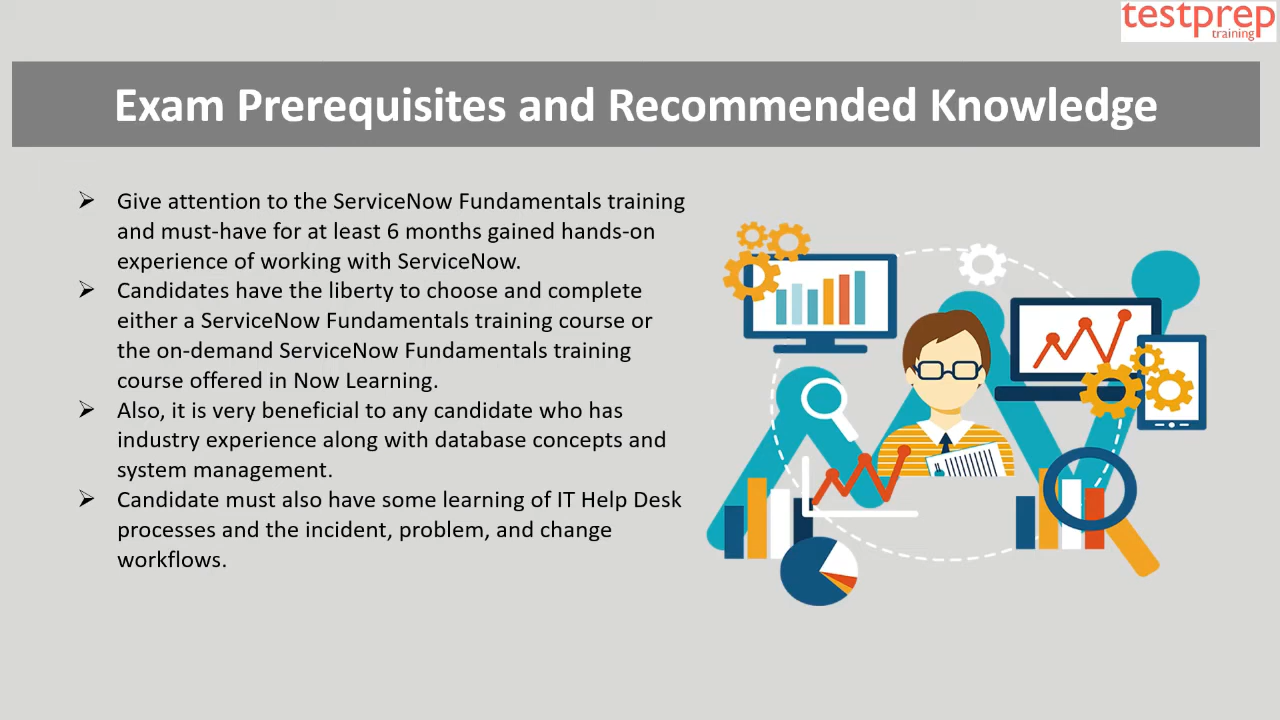 testprep
training
Exam Prerequisites and Recommended Knowledge
➢ Give attention to the ServiceNow Fundamentals training
and must-have for at least 6 months gained hands-on
experience of working with ServiceNow.
➢ Candidates have the liberty to choose and complete
either a ServiceNow Fundamentals training course or
the on-demand ServiceNow Fundamentals training
course offered in Now Learning.
➢ Also, it is very beneficial to any candidate who has
industry experience along with database concepts and
system management.
➢ Candidate must also have some learning of IT Help Desk
processes and the incident, problem, and change
workflows.